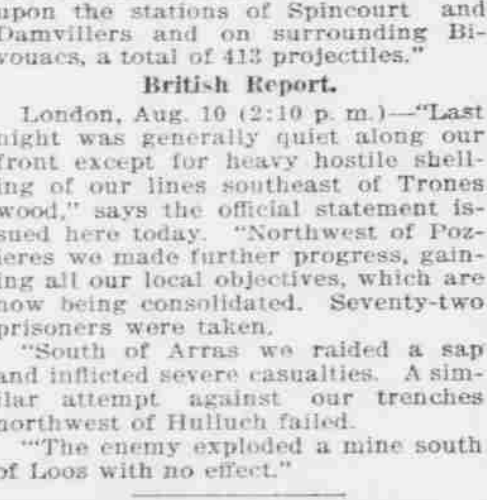 upon the stations of Spincourt and
Damvillers and on surrounding Bi-
vouacs, a total of 413 projectiles."
British Report.
London, Aug. 10 (2:10 p. m.)—"Last
night was generally quiet along our
front except for heavy hostile shell-
ing of our lines southeast of Trones
wood," says the official statement is-
sued here today. "Northwest of Poz-
ieres we made further progress, gain-
ing all our local objectives, which are
now being consolidated. Seventy-two
prisoners were taken.
"South of Arras we raided a sap
and inflicted severe casualties. A sim-
ilar attempt against our trenches
northwest of Hulluch failed.
"'The enemy exploded a mine south
of Loos with no effect."